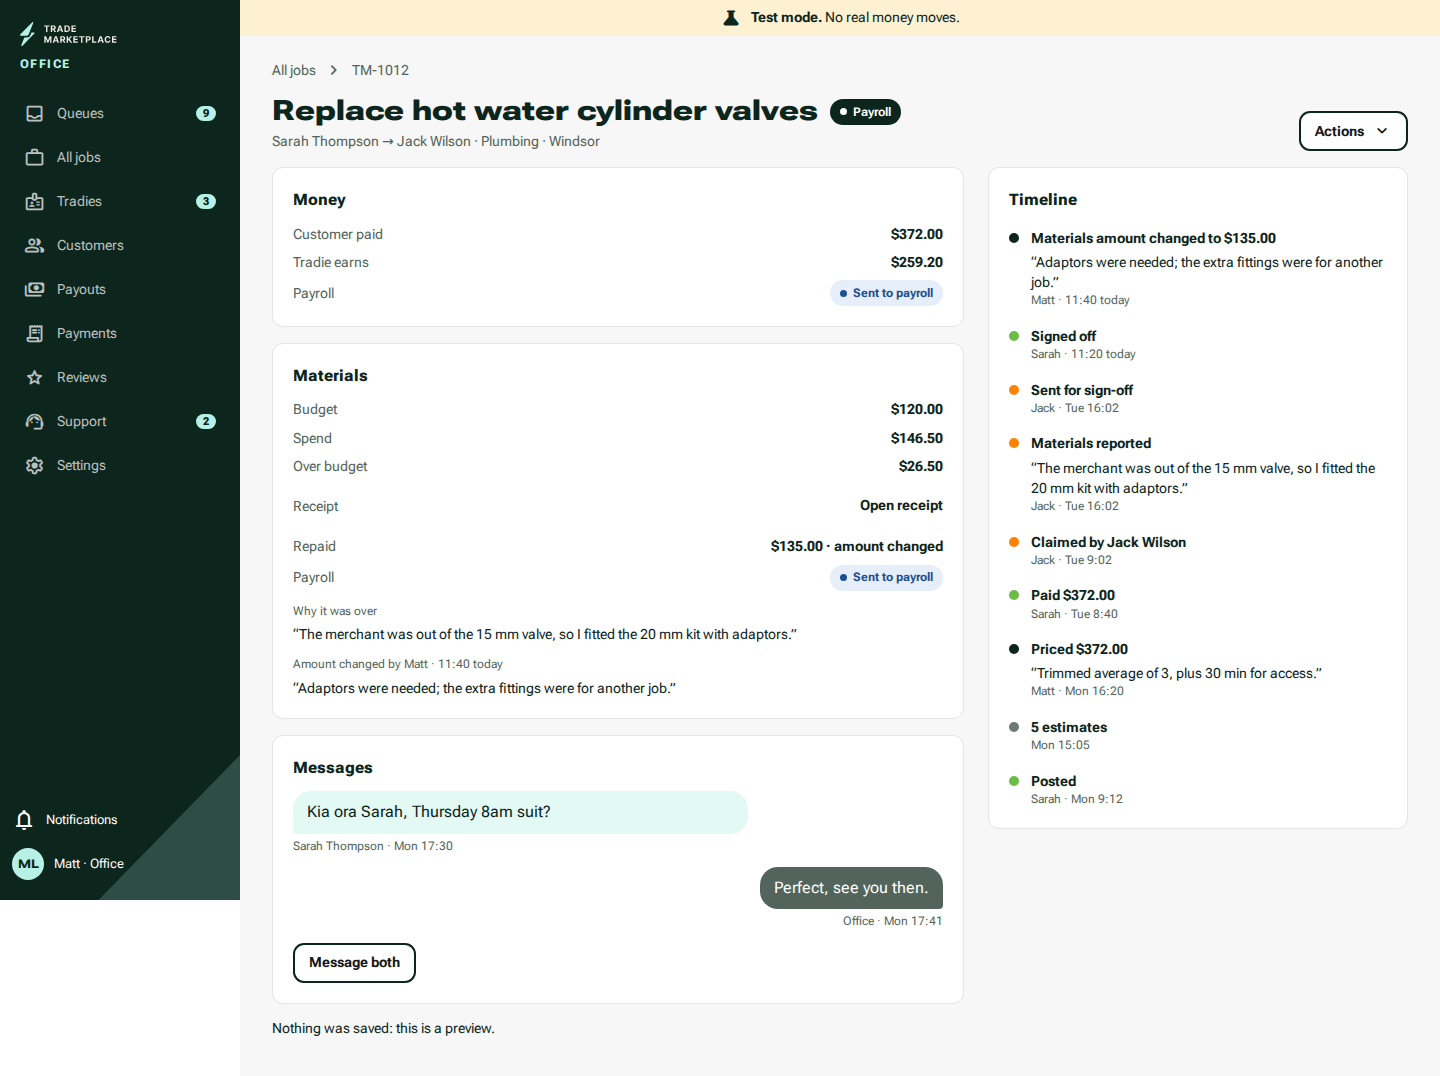 TRADE
MARKETPLACE
OFFICE
Queues 9
All jobs
Tradies 3
Customers
Payouts
Payments
Reviews
Support 2
Settings
Notifications
ML Matt · Office
Test mode. No real money moves.
All jobs > TM-1012
Replace hot water cylinder valves
Payroll
Sarah Thompson → Jack Wilson · Plumbing · Windsor
Actions
Money
Customer paid $372.00
Tradie earns $259.20
Payroll Sent to payroll
Materials
Budget $120.00
Spend $146.50
Over budget $26.50
Receipt Open receipt
Repaid $135.00 · amount changed
Payroll Sent to payroll
Why it was over
“The merchant was out of the 15 mm valve, so I fitted the 20 mm kit with adaptors.”
Amount changed by Matt · 11:40 today
“Adaptors were needed; the extra fittings were for another job.”
Messages
Kia ora Sarah, Thursday 8am suit?
Sarah Thompson · Mon 17:30
Perfect, see you then.
Office · Mon 17:41
Message both
Nothing was saved: this is a preview.
Timeline
Materials amount changed to $135.00
“Adaptors were needed; the extra fittings were for another
job.”
Matt · 11:40 today
Signed off
Sarah · 11:20 today
Sent for sign-off
Jack · Tue 16:02
Materials reported
“The merchant was out of the 15 mm valve, so I fitted the
20 mm kit with adaptors.”
Jack · Tue 16:02
Claimed by Jack Wilson
Jack · Tue 9:02
Paid $372.00
Sarah · Tue 8:40
Priced $372.00
“Trimmed average of 3, plus 30 min for access.”
Matt · Mon 16:20
5 estimates
Mon 15:05
Posted
Sarah · Mon 9:12